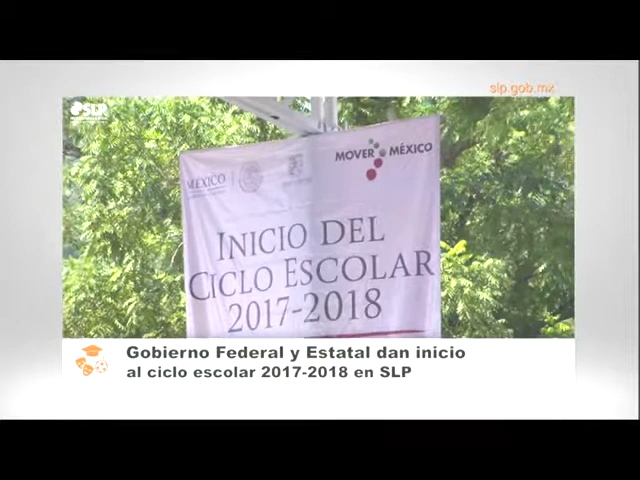 slp.gob.mx
SLP
MÉXICO
MOVER A MÉXICO
INICIO DEL
CICLO ESCOLAR
2017-2018
Gobierno Federal y Estatal dan inicio
al ciclo escolar 2017-2018 en SLP